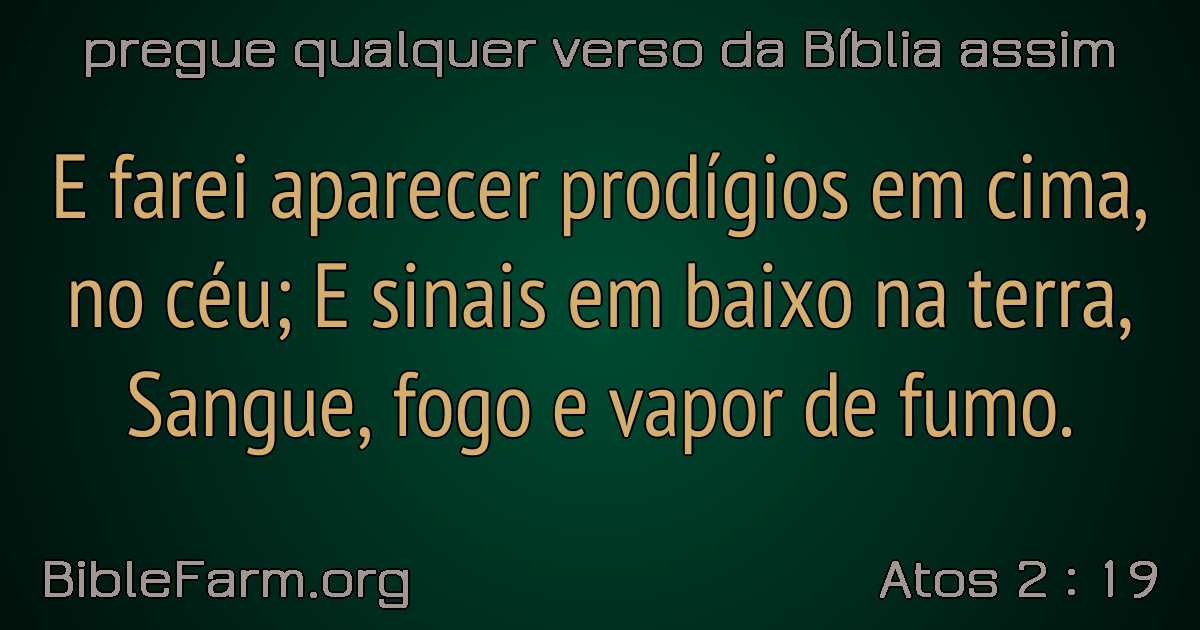 pregue qualquer verso da Bíblia assim
E farei aparecer prodígios em cima,
no céu; E sinais em baixo na terra,
Sangue, fogo e vapor de fumo.
BibleFarm.org
Atos 2 : 19